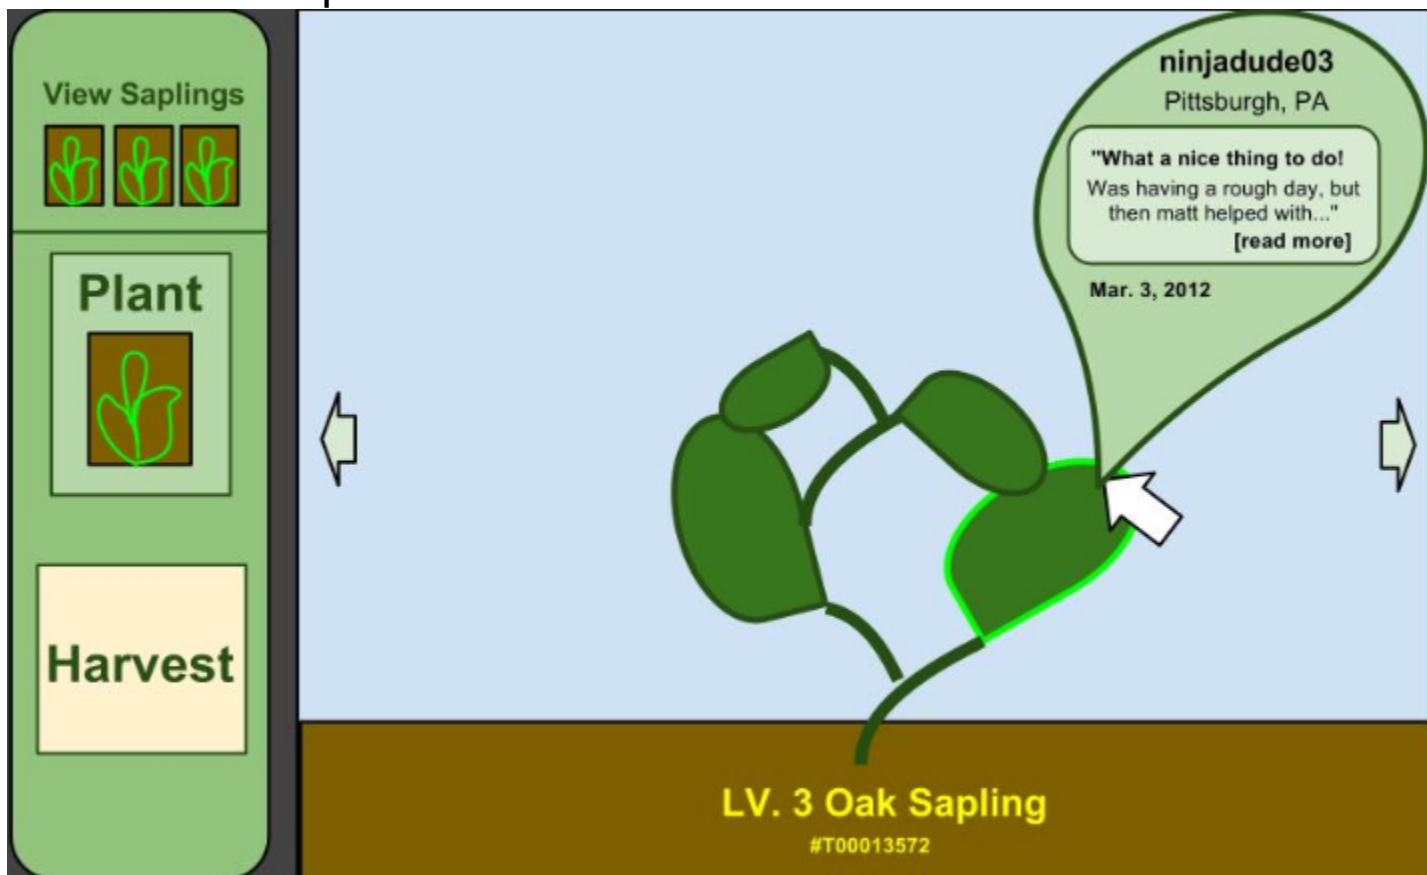 View Saplings
Plant
Harvest
ninjadude03
Pittsburgh, PA
"What a nice thing to do!
Was having a rough day, but
then matt helped with..."
[read more]
Mar. 3, 2012
LV. 3 Oak Sapling
#T00013572